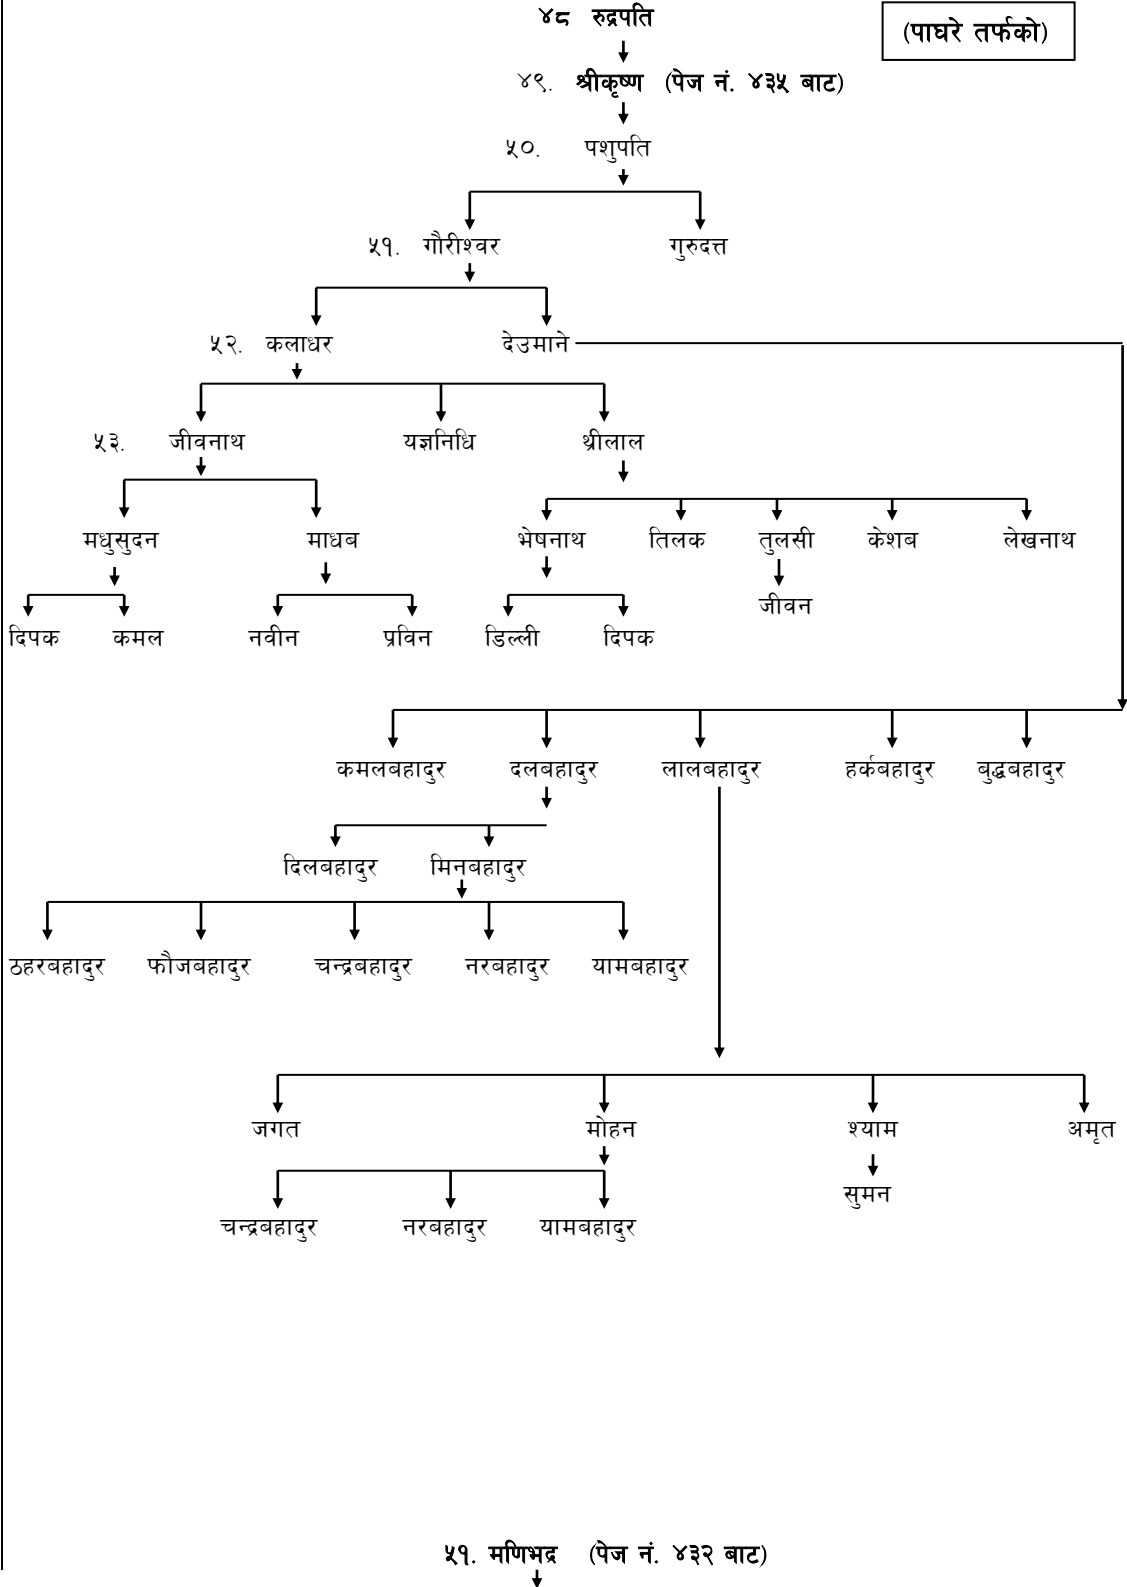 ४८ रुद्रपति
(पाघरे तर्फको)
४९. श्रीकृष्ण (पेज नं. ४३५ बाट)
५०. पशुपति
५१. गौरीश्वर गुरुदत्त
५२. कलाधर देउमाने
५३. जीवनाथ यज्ञनिधि थ्रीलाल
मधुसुदन माधब भेषनाथ तिलक तुलसी केशब लेखनाथ
जीवन
दिपक कमल नवीन प्रविन डिल्ली दिपक
कमलबहादुर दलबहादुर लालबहादुर हर्कबहादुर बुद्धबहादुर
दिलबहादुर मिनबहादुर
ठहरबहादुर फौजबहादुर चन्द्रबहादुर नरबहादुर यामबहादुर
जगत मोहन श्याम अमृत
सुमन
चन्द्रबहादुर नरबहादुर यामबहादुर
५१. मणिभद्र (पेज नं. ४३२ बाट)